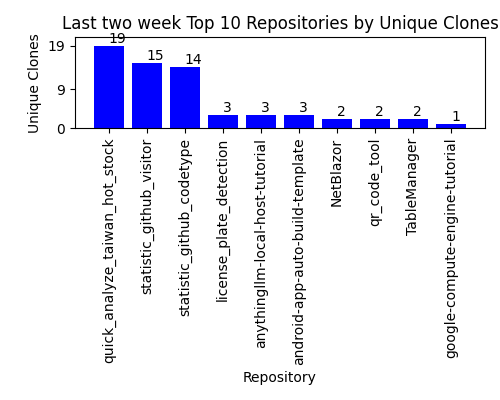 Last two week Top 10 Repositories by Unique Clones
Unique Clones
19
9
0
19
15
14
3
3
3
2
2
2
1
quick_analyze_taiwan_hot_stock
statistic_github_visitor
statistic_github_codetype
license_plate_detection
anythingllm-local-host-tutorial
android-app-auto-build-template
NetBlazor
qr_code_tool
TableManager
google-compute-engine-tutorial
Repository